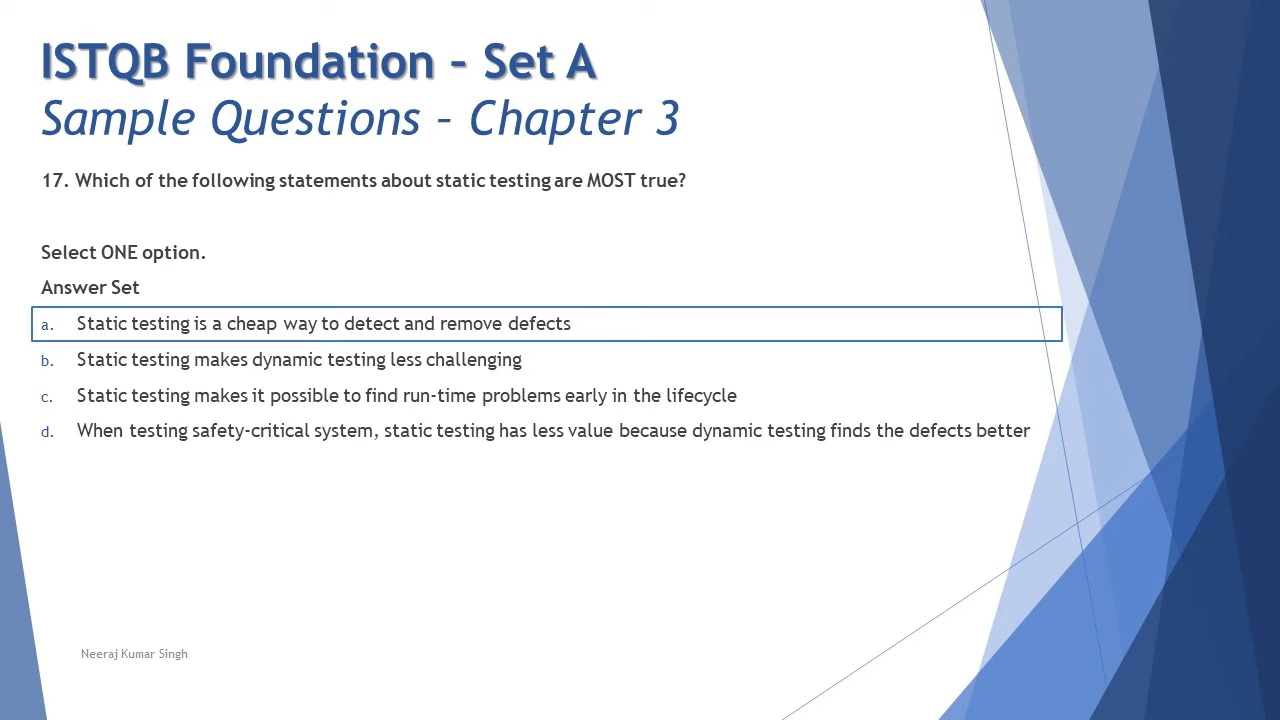 ISTQB Foundation – Set A
Sample Questions – Chapter 3
17. Which of the following statements about static testing are MOST true?
Select ONE option.
Answer Set
a. Static testing is a cheap way to detect and remove defects
b. Static testing makes dynamic testing less challenging
c. Static testing makes it possible to find run-time problems early in the lifecycle
d. When testing safety-critical system, static testing has less value because dynamic testing finds the defects better
Neeraj Kumar Singh